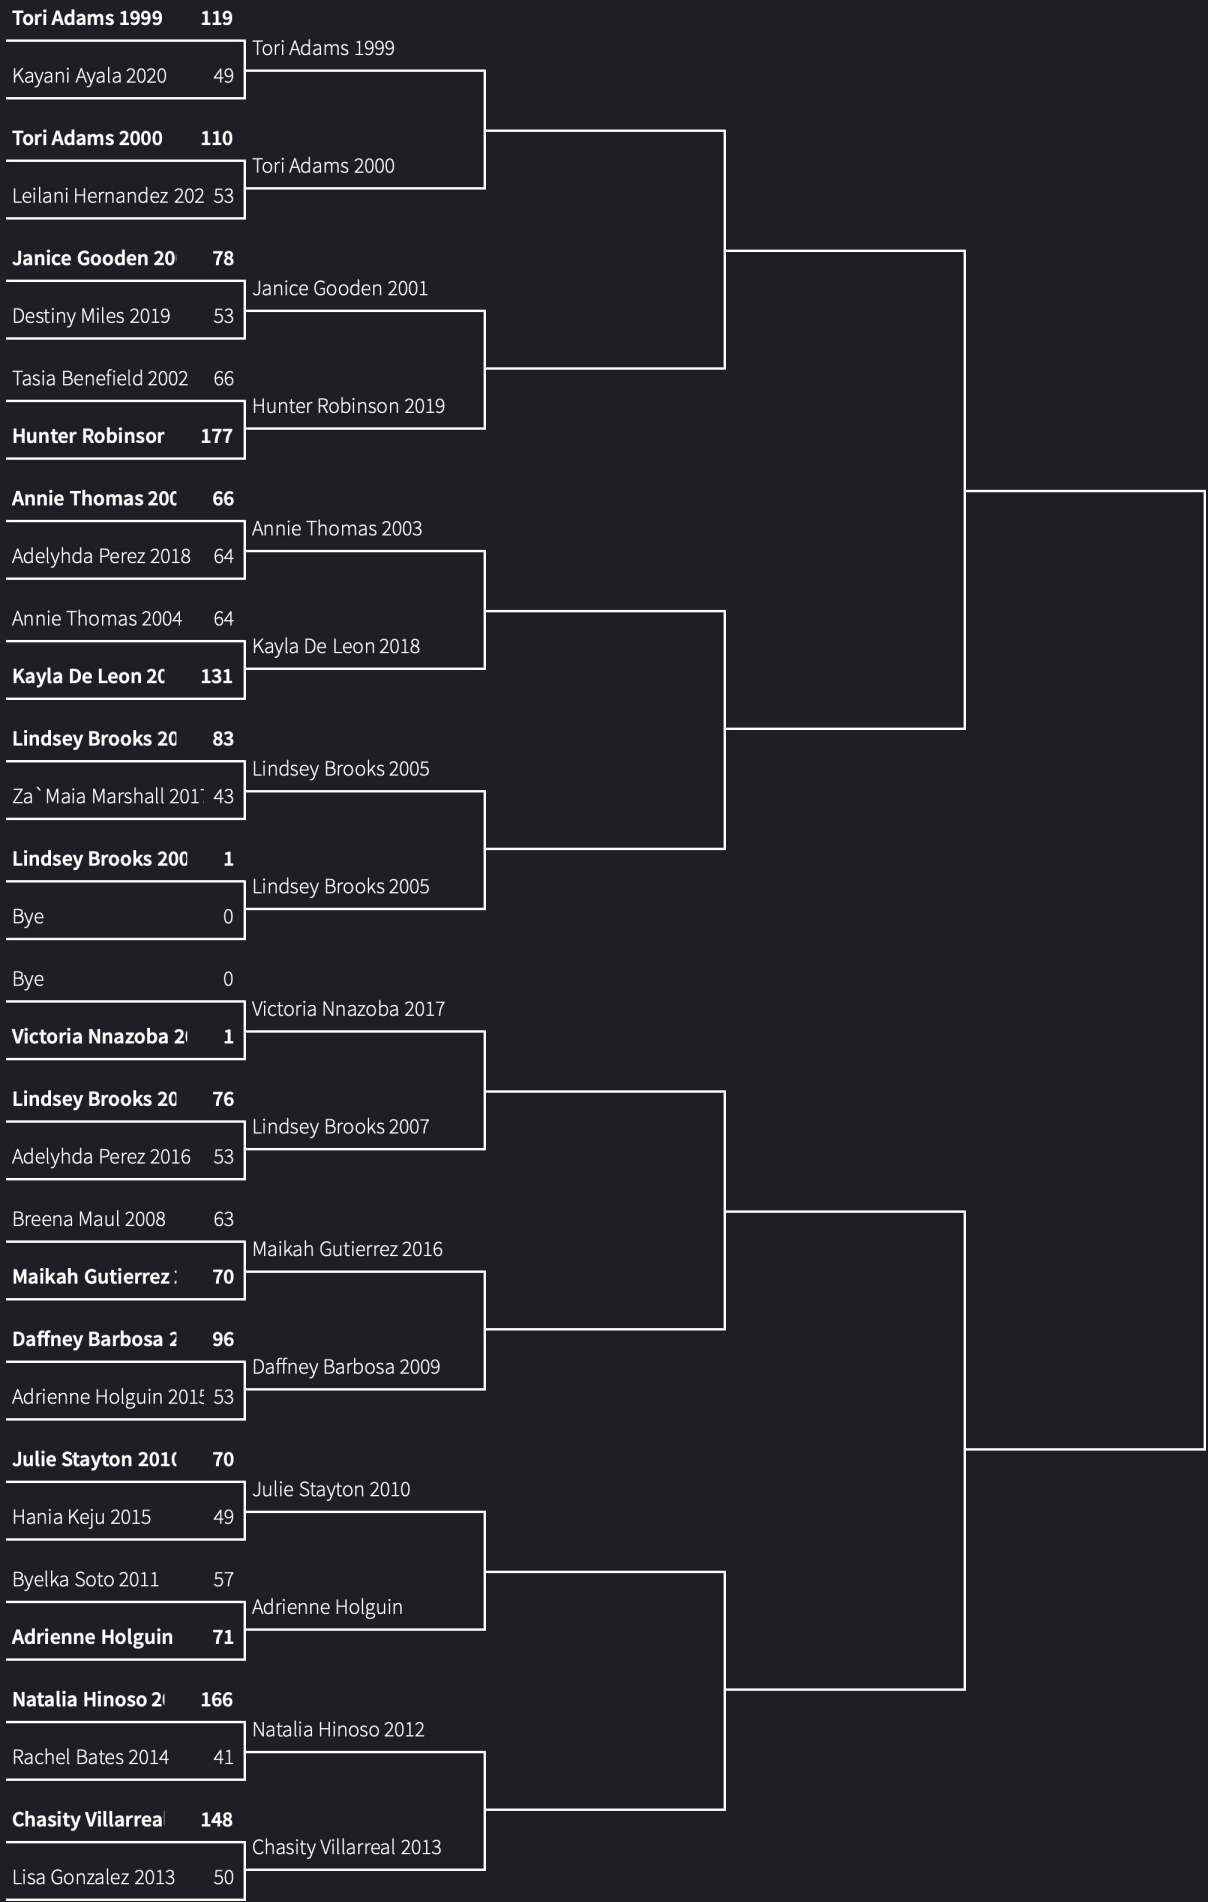 Tori Adams 1999 119
Kayani Ayala 2020 49
Tori Adams 1999
Tori Adams 2000 110
Leilani Hernandez 202 53
Tori Adams 2000
Janice Gooden 20 78
Destiny Miles 2019 53
Janice Gooden 2001
Tasia Benefield 2002 66
Hunter Robinson 177
Hunter Robinson 2019
Annie Thomas 200 66
Adelyhda Perez 2018 64
Annie Thomas 2003
Annie Thomas 2004 64
Kayla De Leon 20 131
Kayla De Leon 2018
Lindsey Brooks 20 83
Za`Maia Marshall 2017 43
Lindsey Brooks 2005
Lindsey Brooks 200 1
Bye 0
Lindsey Brooks 2005
Bye 0
Victoria Nnazoba 20 1
Victoria Nnazoba 2017
Lindsey Brooks 20 76
Adelyhda Perez 2016 53
Lindsey Brooks 2007
Breena Maul 2008 63
Maikah Gutierrez 70
Maikah Gutierrez 2016
Daffney Barbosa 2 96
Adrienne Holguin 2015 53
Daffney Barbosa 2009
Julie Stayton 2010 70
Hania Keju 2015 49
Julie Stayton 2010
Byelka Soto 2011 57
Adrienne Holguin 71
Adrienne Holguin
Natalia Hinoso 20 166
Rachel Bates 2014 41
Natalia Hinoso 2012
Chasity Villarreal 148
Lisa Gonzalez 2013 50
Chasity Villarreal 2013